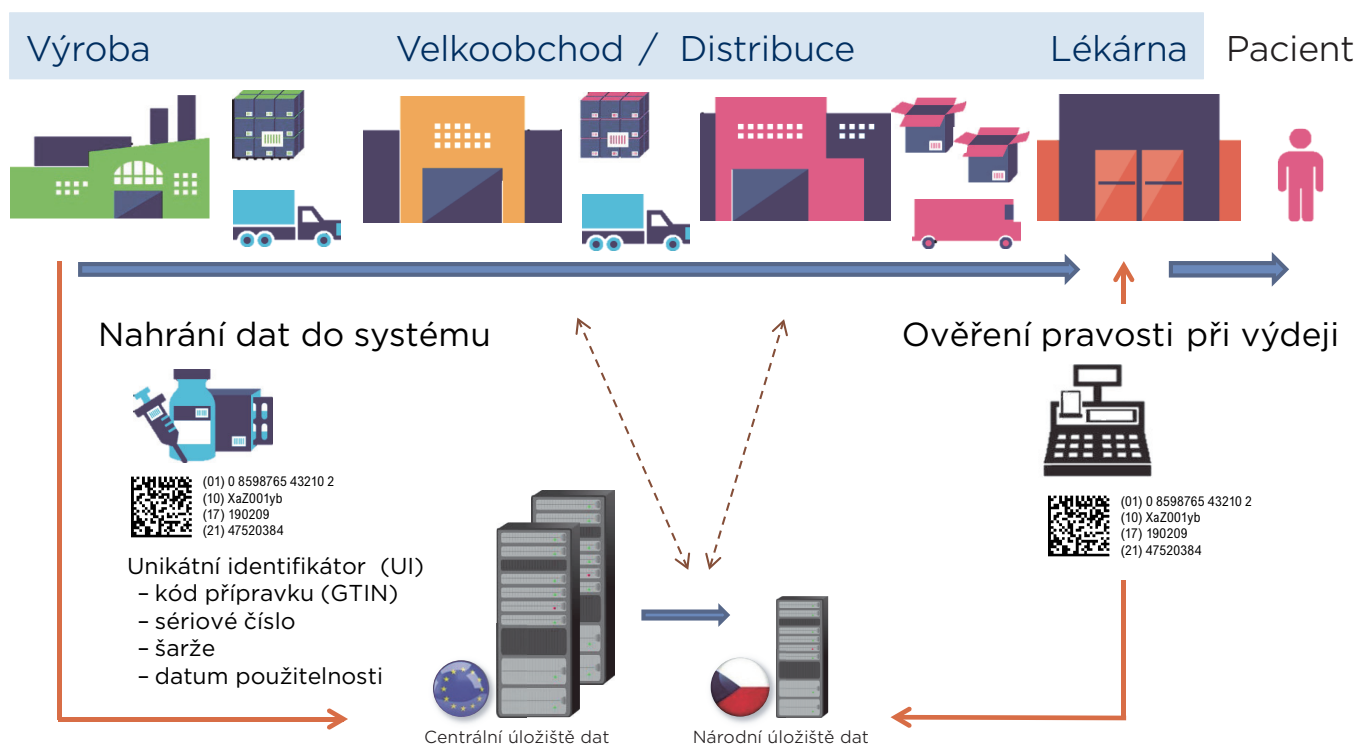 Výroba
Velkoobchod / Distribuce
Lékárna
Pacient
Nahrání dat do systému
Ověření pravosti při výdeji
(01) 0 8598765 43210 2
(10) XaZ001yb
(17) 190209
(21) 47520384
(01) 0 8598765 43210 2
(10) XaZ001yb
(17) 190209
(21) 47520384
Unikátní identifikátor (UI)
– kód přípravku (GTIN)
– sériové číslo
– šarže
– datum použitelnosti
Centrální úložiště dat
Národní úložiště dat